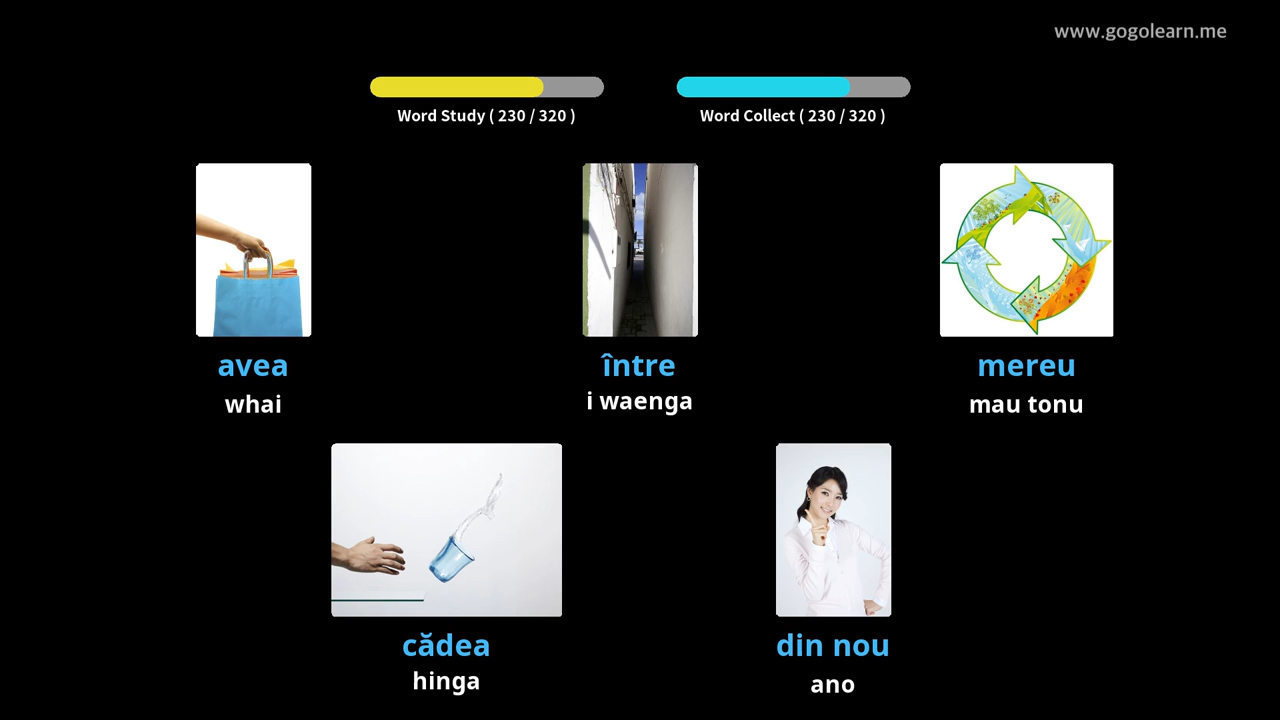 www.gogolearn.me
Word Study ( 230 / 320 )
Word Collect ( 230 / 320 )
avea
whai
între
i waenga
mereu
mau tonu
cădea
hinga
din nou
ano